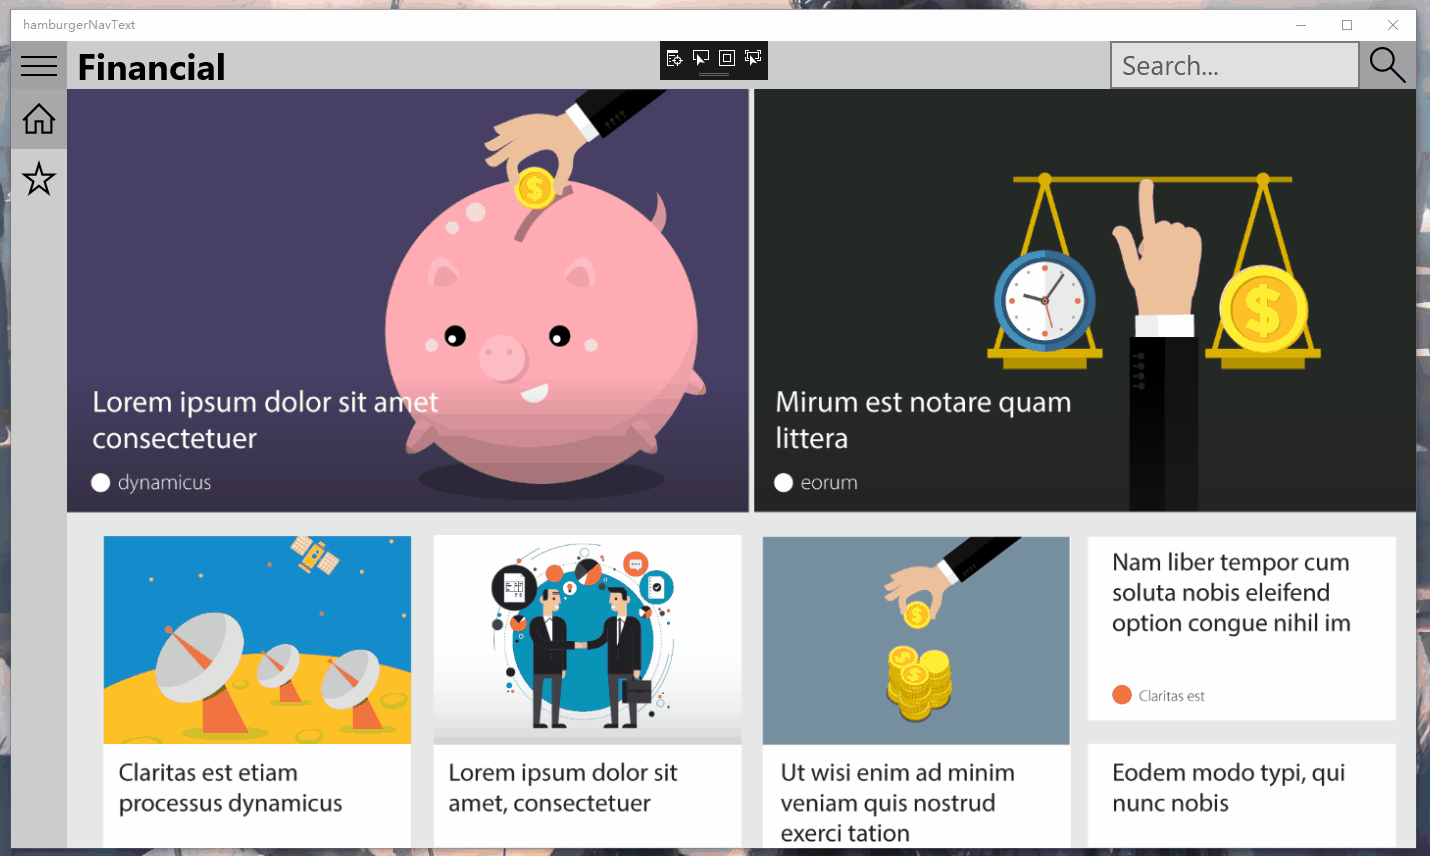 hamburgerNavText
Financial
Search...
Lorem ipsum dolor sit amet
consectetuer
dynamicus
Mirum est notare quam
littera
eorum
Claritas est etiam
processus dynamicus
Lorem ipsum dolor sit
amet, consectetuer
Ut wisi enim ad minim
veniam quis nostrud
exerci tation
Nam liber tempor cum
soluta nobis eleifend
option congue nihil im
Claritas est
Eodem modo typi, qui
nunc nobis